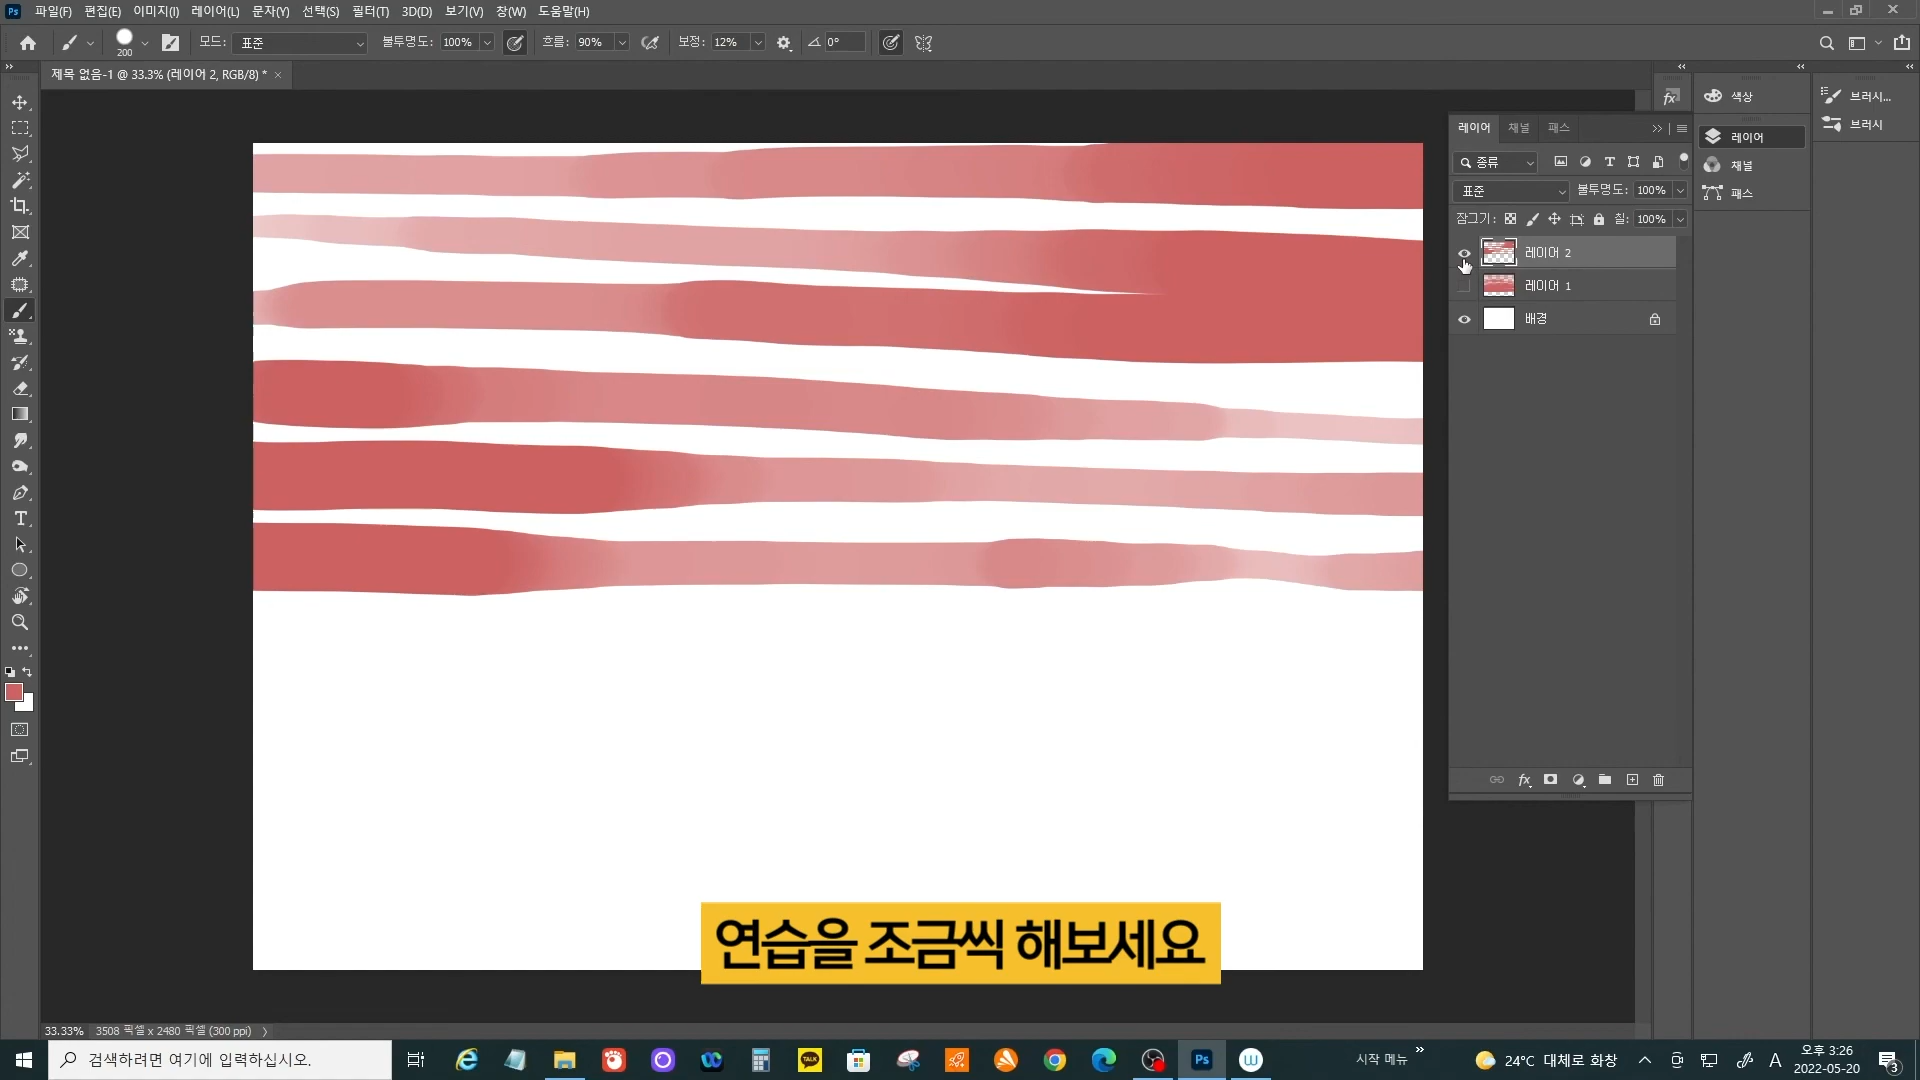 Ps 파일(F) 편집(E) 이미지(I) 레이어(L) 문자(Y) 선택(S) 필터(T) 3D(D) 보기(V) 창(W) 도움말(H)
200 모드: 표준 불투명도: 100% 흐름: 90% 보정: 12% 0°
제목 없음-1 @ 33.3% (레이어 2, RGB/8) * ×
fx 색상 브러시...
브러시
레이어 채널 패스
레이어
채널
패스
종류
표준 불투명도: 100%
잠그기: 칠: 100%
레이어 2
레이어 1
배경
fx
연습을 조금씩 해보세요
33.33% 3508 픽셀 x 2480 픽셀 (300 ppi)
검색하려면 여기에 입력하십시오.
TALK
Ps
시작 메뉴
24°C 대체로 화창
A
오후 3:26
2022-05-20
3